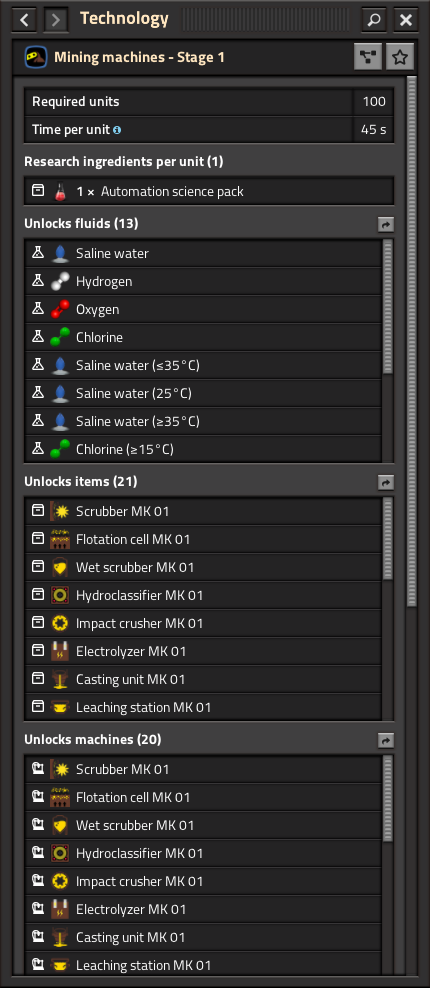 Technology
Mining machines - Stage 1
Required units 100
Time per unit 45 s
Research ingredients per unit (1)
1 × Automation science pack
Unlocks fluids (13)
Saline water
Hydrogen
Oxygen
Chlorine
Saline water (≤35°C)
Saline water (25°C)
Saline water (≥35°C)
Chlorine (≥15°C)
Unlocks items (21)
Scrubber MK 01
Flotation cell MK 01
Wet scrubber MK 01
Hydroclassifier MK 01
Impact crusher MK 01
Electrolyzer MK 01
Casting unit MK 01
Leaching station MK 01
Unlocks machines (20)
Scrubber MK 01
Flotation cell MK 01
Wet scrubber MK 01
Hydroclassifier MK 01
Impact crusher MK 01
Electrolyzer MK 01
Casting unit MK 01
Leaching station MK 01